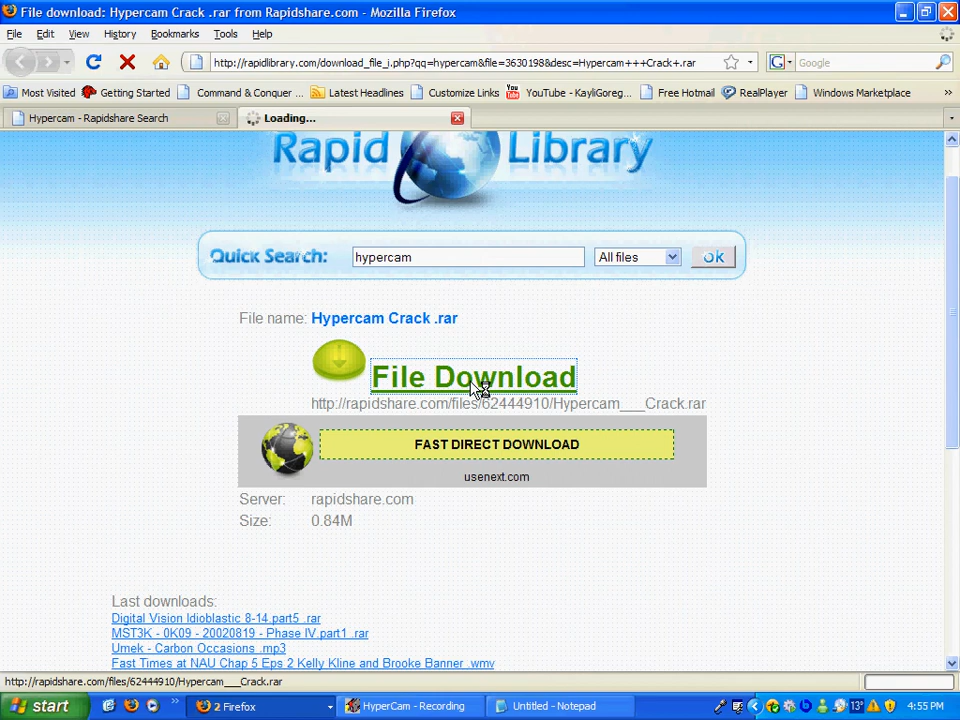 File download: Hypercam Crack .rar from Rapidshare.com - Mozilla Firefox
File Edit View History Bookmarks Tools Help
http://rapidlibrary.com/download_file_i.php?qq=hypercam&file=3630198&desc=Hypercam+++Crack+.rar
Google
Most Visited Getting Started Command & Conquer ... Latest Headlines Customize Links YouTube - KayliGoreg... Free Hotmail RealPlayer Windows Marketplace »
Hypercam - Rapidshare Search Loading...
Rapid Library
Quick Search: hypercam All files ok
File name: Hypercam Crack .rar
File Download
http://rapidshare.com/files/62444910/Hypercam___Crack.rar
FAST DIRECT DOWNLOAD
usenext.com
Server: rapidshare.com
Size: 0.84M
Last downloads:
Digital Vision Idioblastic 8-14.part5 .rar
MST3K - 0K09 - 20020819 - Phase IV.part1 .rar
Umek - Carbon Occasions .mp3
Fast Times at NAU Chap 5 Eps 2 Kelly Kline and Brooke Banner .wmv
http://rapidshare.com/files/62444910/Hypercam___Crack.rar
start » 2 Firefox HyperCam - Recording Untitled - Notepad 13° 4:55 PM